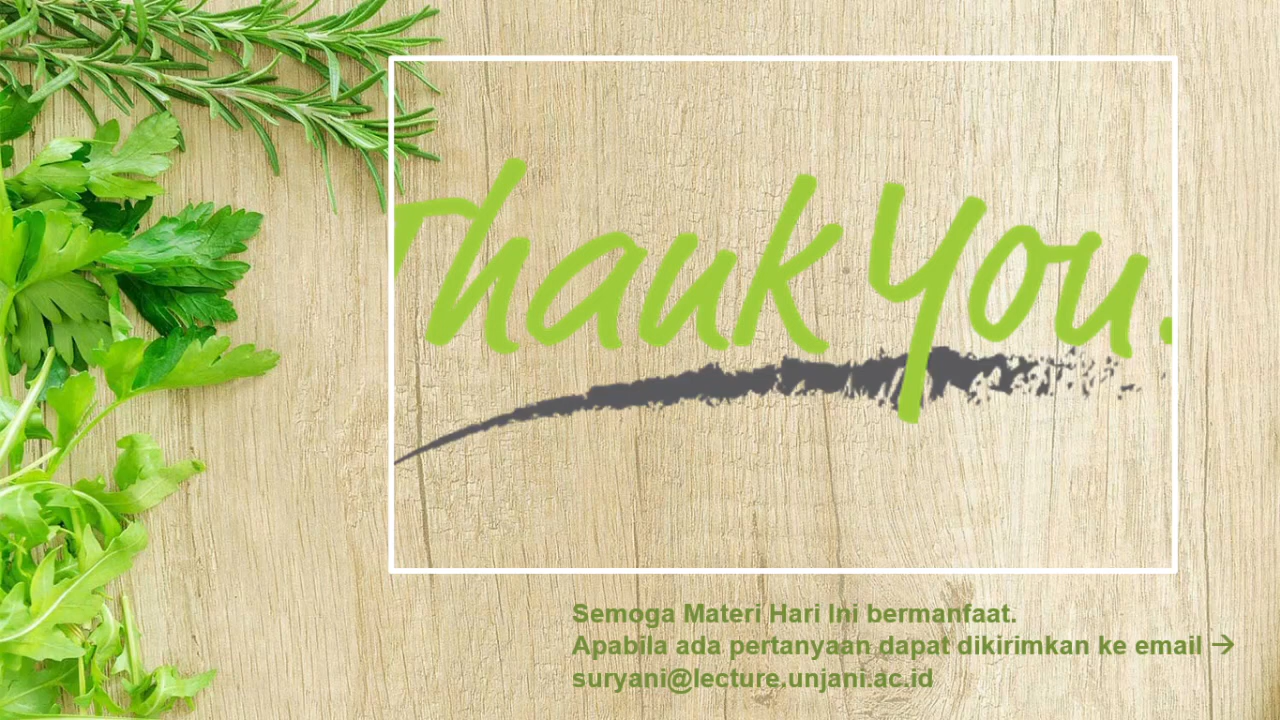 Thank You.
Semoga Materi Hari Ini bermanfaat.
Apabila ada pertanyaan dapat dikirimkan ke email →
suryani@lecture.unjani.ac.id